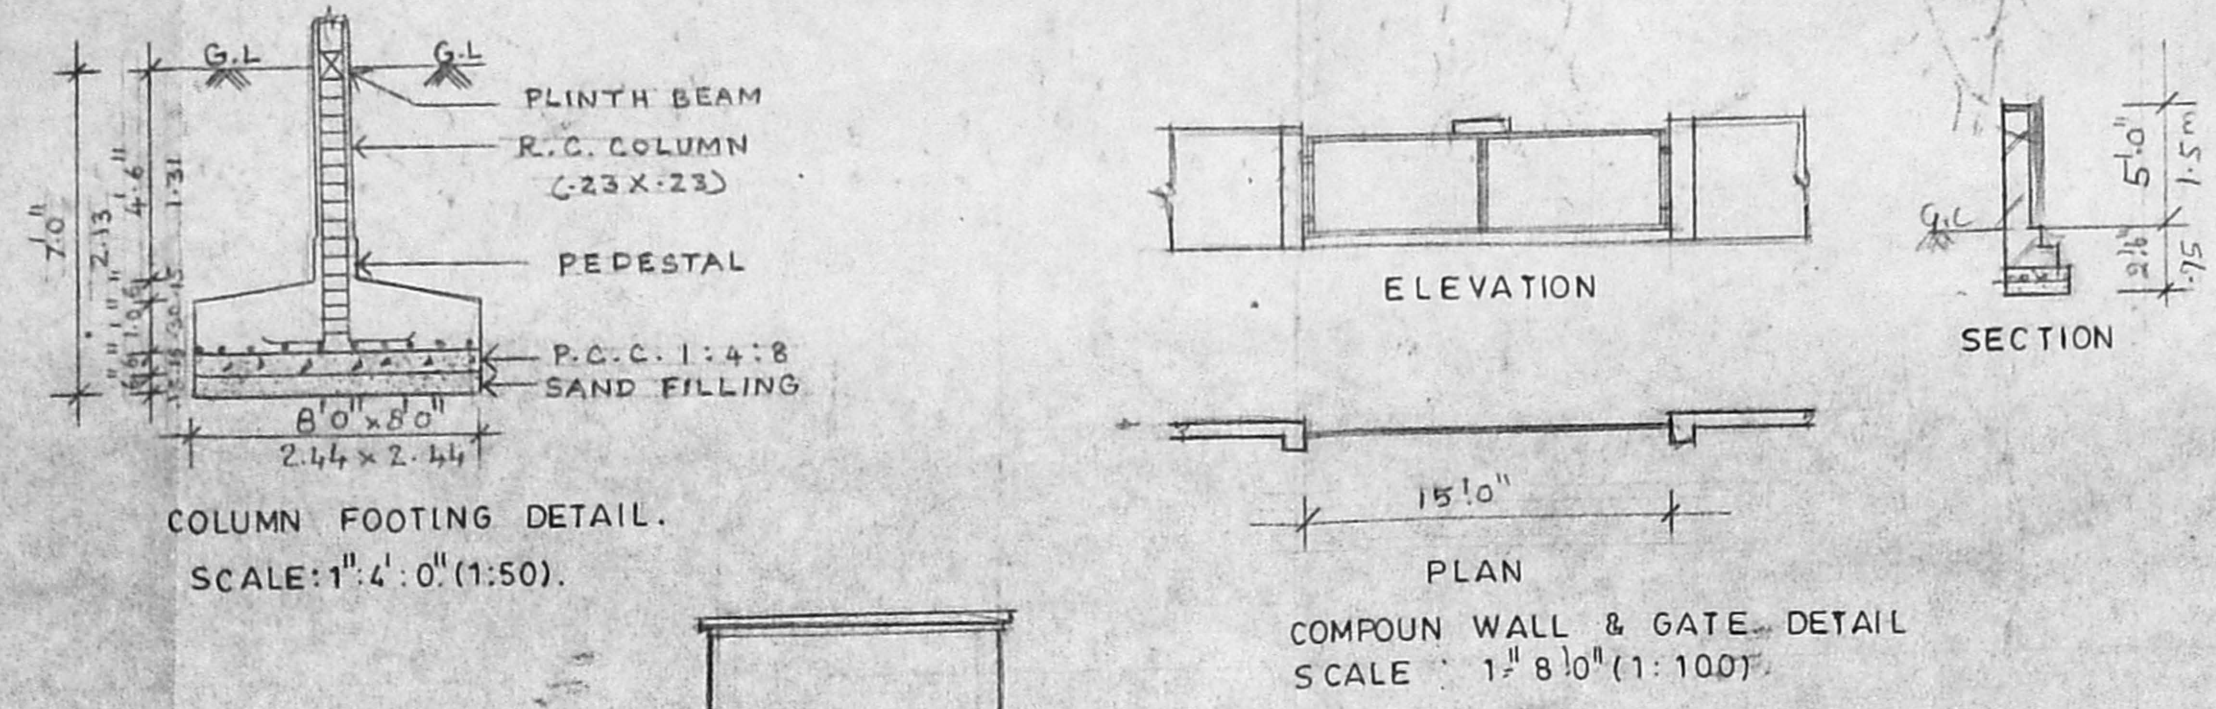 G.L
G.L
PLINTH BEAM
R.C. COLUMN
(.23 X .23)
PEDESTAL
P.C.C. 1 : 4 : 8
SAND FILLING
7'.0"
2.13
4'.6"
1.31
8'0" x 8'0"
2.44 x 2.44
COLUMN FOOTING DETAIL.
SCALE: 1":4':0" (1:50).
ELEVATION
15'.0"
PLAN
COMPOUN WALL & GATE DETAIL
SCALE : 1" 8'.0" (1:100).
G.L
5'.0"
1.5m
2'.6"
.75
SECTION